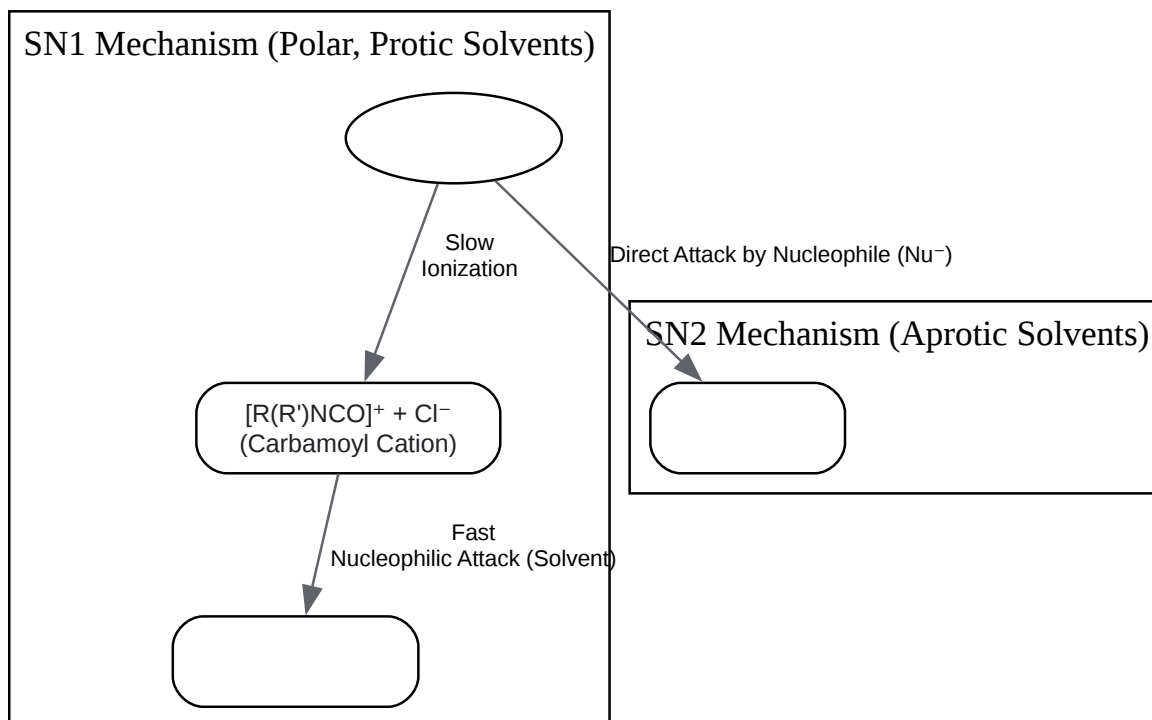 SN1 Mechanism (Polar, Protic Solvents)
Slow
Ionization
Direct Attack by Nucleophile (Nu⁻)
SN2 Mechanism (Aprotic Solvents)
[R(R')NCO]⁺ + Cl⁻
(Carbamoyl Cation)
Fast
Nucleophilic Attack (Solvent)